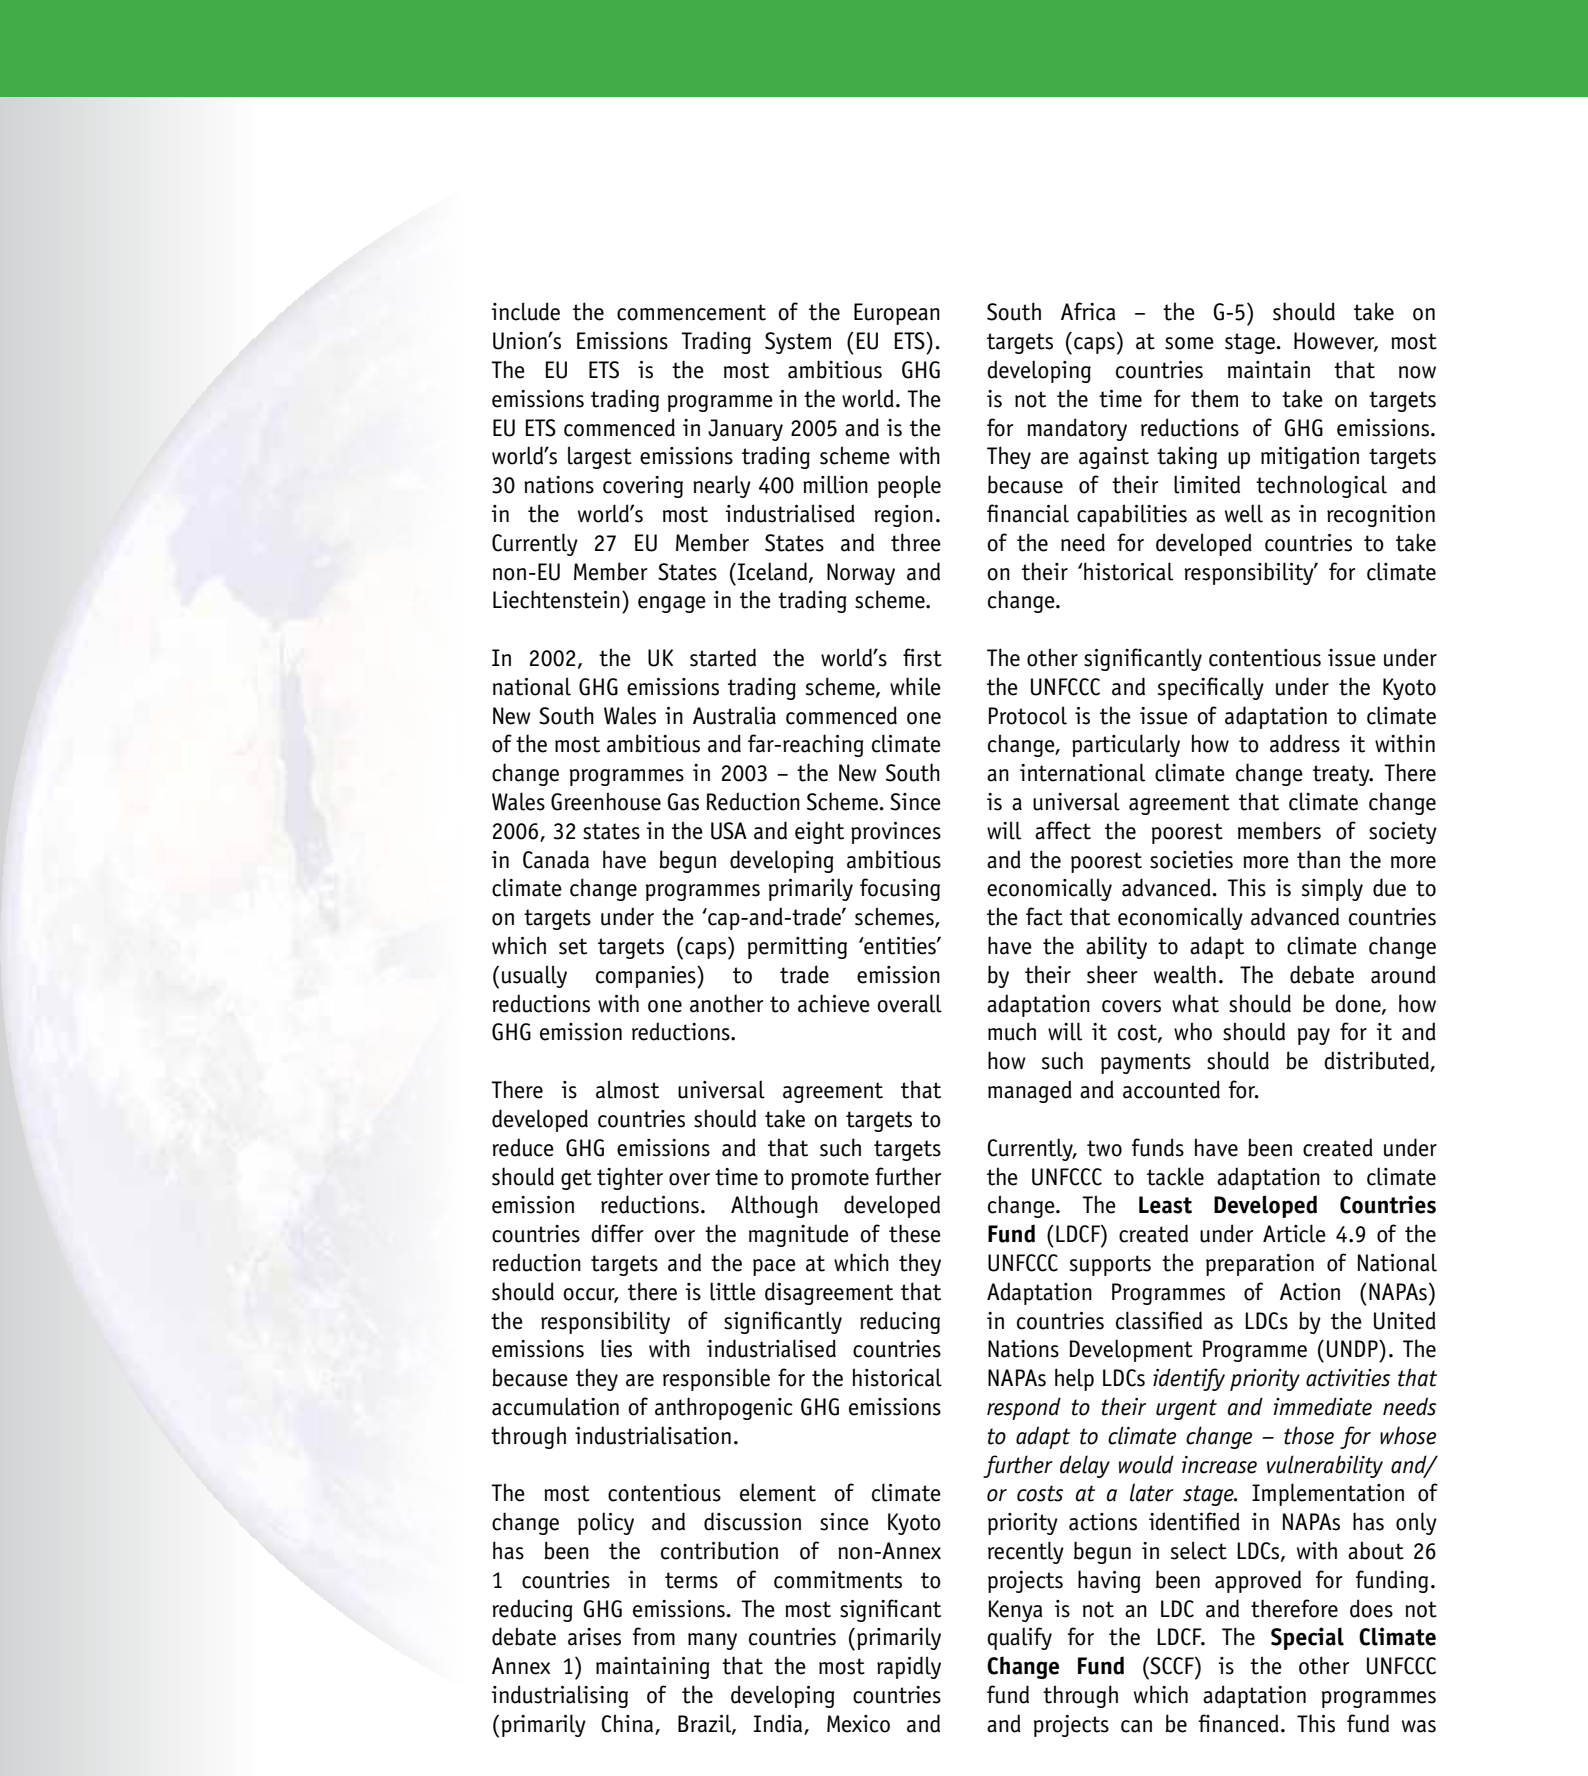 include the commencement of the European
Union’s Emissions Trading System (EU ETS).
The EU ETS is the most ambitious GHG
emissions trading programme in the world. The
EU ETS commenced in January 2005 and is the
world’s largest emissions trading scheme with
30 nations covering nearly 400 million people
in the world’s most industrialised region.
Currently 27 EU Member States and three
non-EU Member States (Iceland, Norway and
Liechtenstein) engage in the trading scheme.
In 2002, the UK started the world’s first
national GHG emissions trading scheme, while
New South Wales in Australia commenced one
of the most ambitious and far-reaching climate
change programmes in 2003 – the New South
Wales Greenhouse Gas Reduction Scheme. Since
2006, 32 states in the USA and eight provinces
in Canada have begun developing ambitious
climate change programmes primarily focusing
on targets under the ‘cap-and-trade’ schemes,
which set targets (caps) permitting ‘entities’
(usually companies) to trade emission
reductions with one another to achieve overall
GHG emission reductions.
There is almost universal agreement that
developed countries should take on targets to
reduce GHG emissions and that such targets
should get tighter over time to promote further
emission reductions. Although developed
countries differ over the magnitude of these
reduction targets and the pace at which they
should occur, there is little disagreement that
the responsibility of significantly reducing
emissions lies with industrialised countries
because they are responsible for the historical
accumulation of anthropogenic GHG emissions
through industrialisation.
The most contentious element of climate
change policy and discussion since Kyoto
has been the contribution of non-Annex
1 countries in terms of commitments to
reducing GHG emissions. The most significant
debate arises from many countries (primarily
Annex 1) maintaining that the most rapidly
industrialising of the developing countries
(primarily China, Brazil, India, Mexico and
South Africa – the G-5) should take on
targets (caps) at some stage. However, most
developing countries maintain that now
is not the time for them to take on targets
for mandatory reductions of GHG emissions.
They are against taking up mitigation targets
because of their limited technological and
financial capabilities as well as in recognition
of the need for developed countries to take
on their ‘historical responsibility’ for climate
change.
The other significantly contentious issue under
the UNFCCC and specifically under the Kyoto
Protocol is the issue of adaptation to climate
change, particularly how to address it within
an international climate change treaty. There
is a universal agreement that climate change
will affect the poorest members of society
and the poorest societies more than the more
economically advanced. This is simply due to
the fact that economically advanced countries
have the ability to adapt to climate change
by their sheer wealth. The debate around
adaptation covers what should be done, how
much will it cost, who should pay for it and
how such payments should be distributed,
managed and accounted for.
Currently, two funds have been created under
the UNFCCC to tackle adaptation to climate
change. The Least Developed Countries
Fund (LDCF) created under Article 4.9 of the
UNFCCC supports the preparation of National
Adaptation Programmes of Action (NAPAs)
in countries classified as LDCs by the United
Nations Development Programme (UNDP). The
NAPAs help LDCs identify priority activities that
respond to their urgent and immediate needs
to adapt to climate change – those for whose
further delay would increase vulnerability and/
or costs at a later stage. Implementation of
priority actions identified in NAPAs has only
recently begun in select LDCs, with about 26
projects having been approved for funding.
Kenya is not an LDC and therefore does not
qualify for the LDCF. The Special Climate
Change Fund (SCCF) is the other UNFCCC
fund through which adaptation programmes
and projects can be financed. This fund was